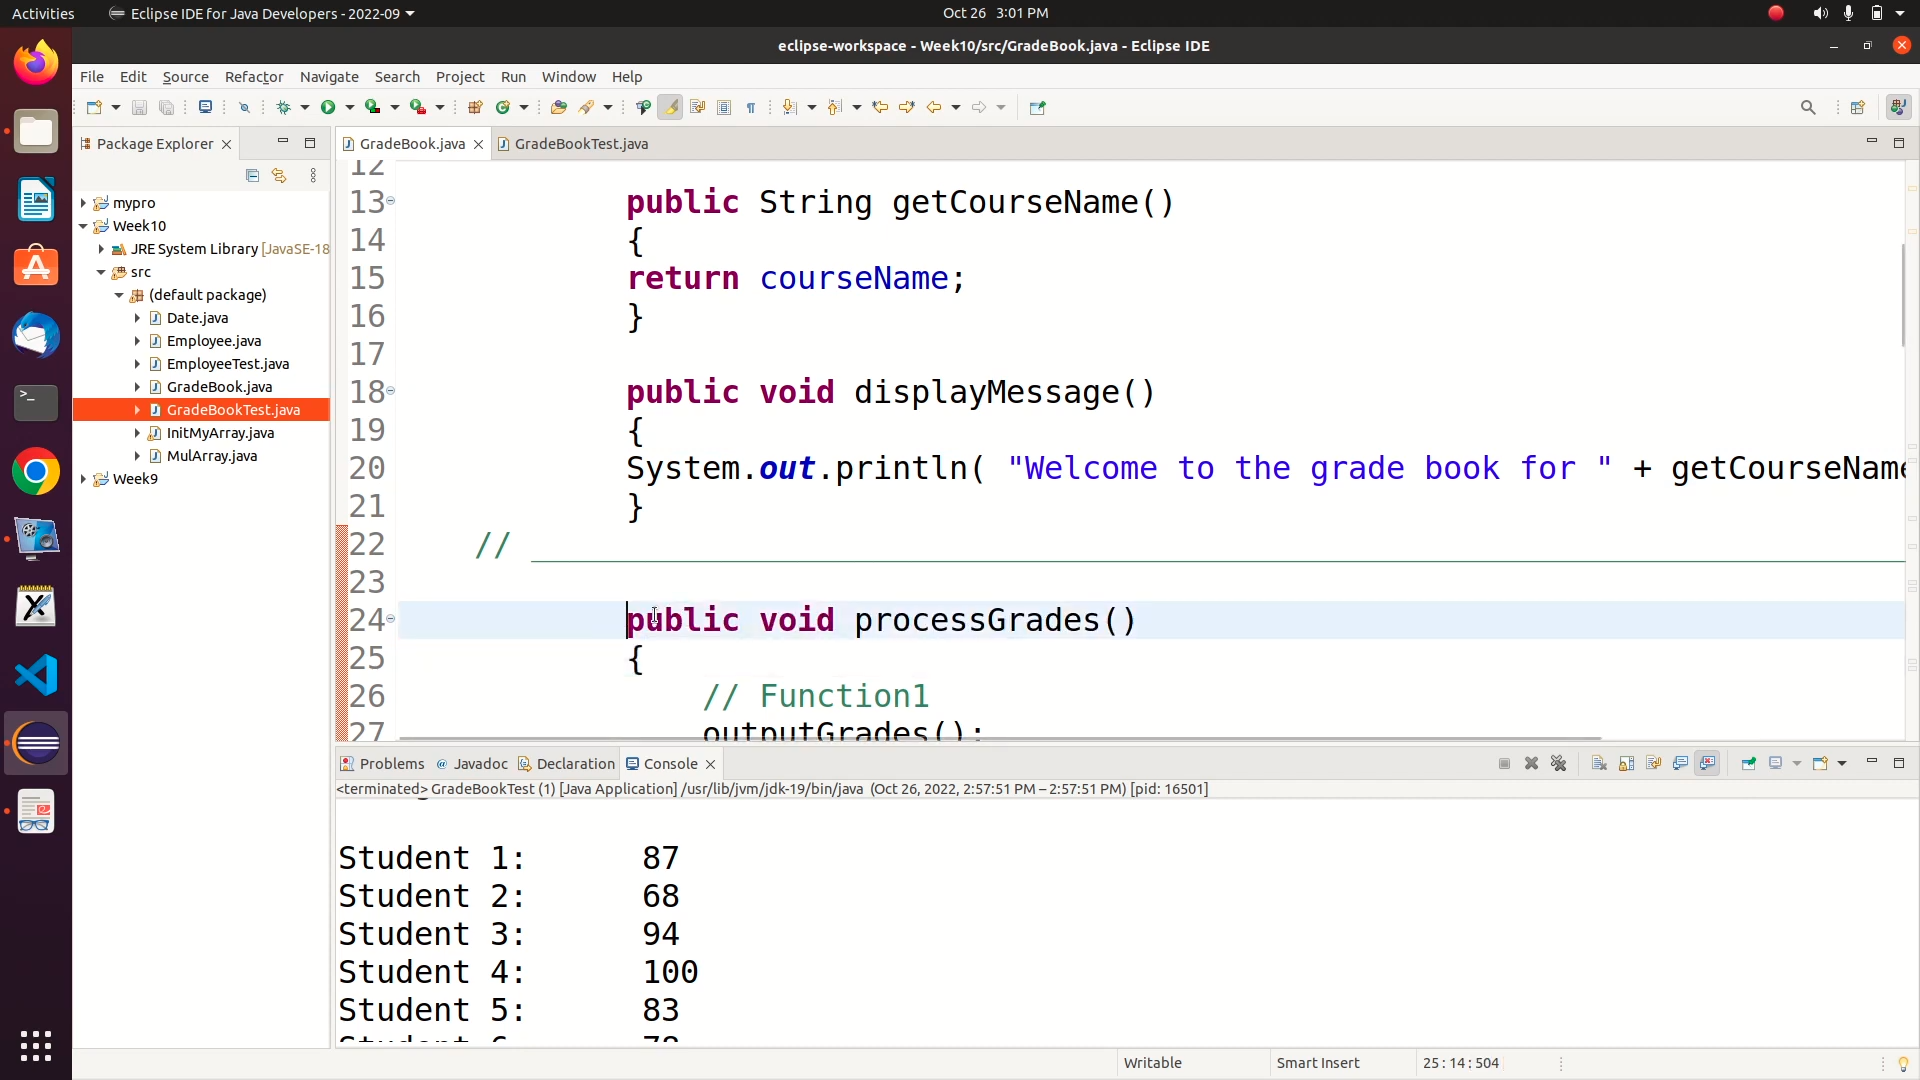 Activities
Eclipse IDE for Java Developers - 2022-09
Oct 26 3:01 PM
eclipse-workspace - Week10/src/GradeBook.java - Eclipse IDE
File Edit Source Refactor Navigate Search Project Run Window Help
Package Explorer
GradeBook.java
GradeBookTest.java
mypro
Week10
JRE System Library [JavaSE-18
src
(default package)
Date.java
Employee.java
EmployeeTest.java
GradeBook.java
GradeBookTest.java
InitMyArray.java
MulArray.java
Week9
12
13 public String getCourseName()
14 {
15 return courseName;
16 }
17
18 public void displayMessage()
19 {
20 System.out.println( "Welcome to the grade book for " + getCourseName
21 }
22 // ________________________________________
23
24 public void processGrades()
25 {
26 // Function1
27 outputGrades();
Problems Javadoc Declaration Console
<terminated> GradeBookTest (1) [Java Application] /usr/lib/jvm/jdk-19/bin/java (Oct 26, 2022, 2:57:51 PM – 2:57:51 PM) [pid: 16501]
Student 1: 87
Student 2: 68
Student 3: 94
Student 4: 100
Student 5: 83
Writable
Smart Insert
25 : 14 : 504